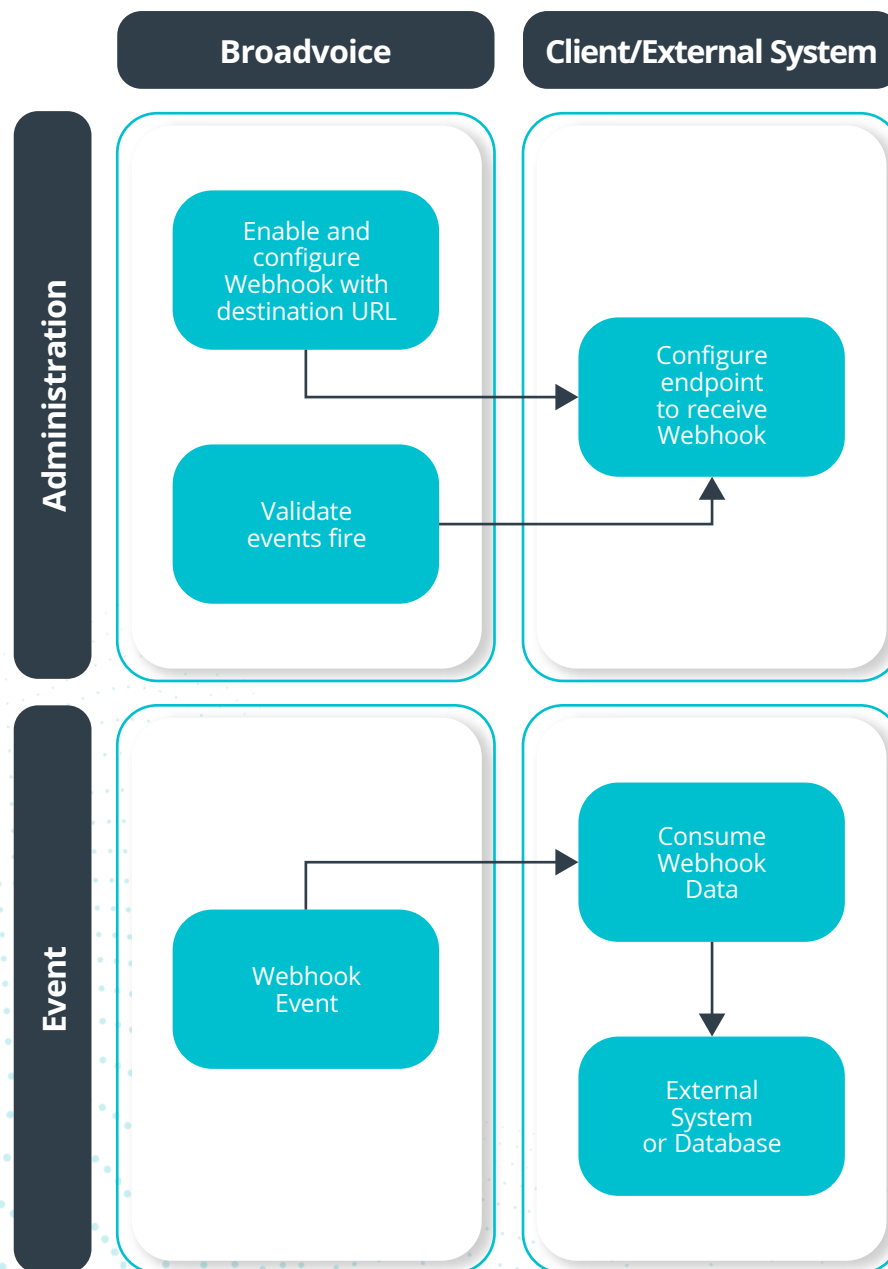 Broadvoice
Client/External System
Administration
Enable and
configure
Webhook with
destination URL
Configure
endpoint
to receive
Webhook
Validate
events fire
Event
Consume
Webhook
Data
Webhook
Event
External
System
or Database